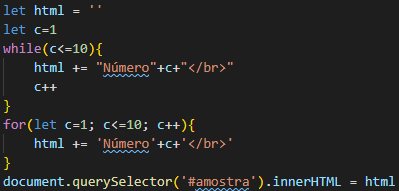 let html = ''
let c=1
while(c<=10){
    html += "Número"+c+"</br>"
    c++
}
for(let c=1; c<=10; c++){
    html += 'Número'+c+'</br>'
}
document.querySelector('#amostra').innerHTML = html